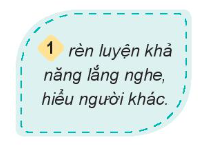 1 rèn luyện khả
năng lắng nghe,
hiểu người khác.